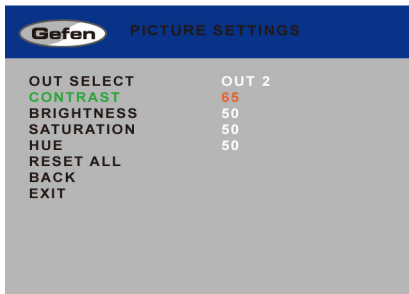 Gefen PICTURE SETTINGS
OUT SELECT OUT 2
CONTRAST 65
BRIGHTNESS 50
SATURATION 50
HUE 50
RESET ALL
BACK
EXIT